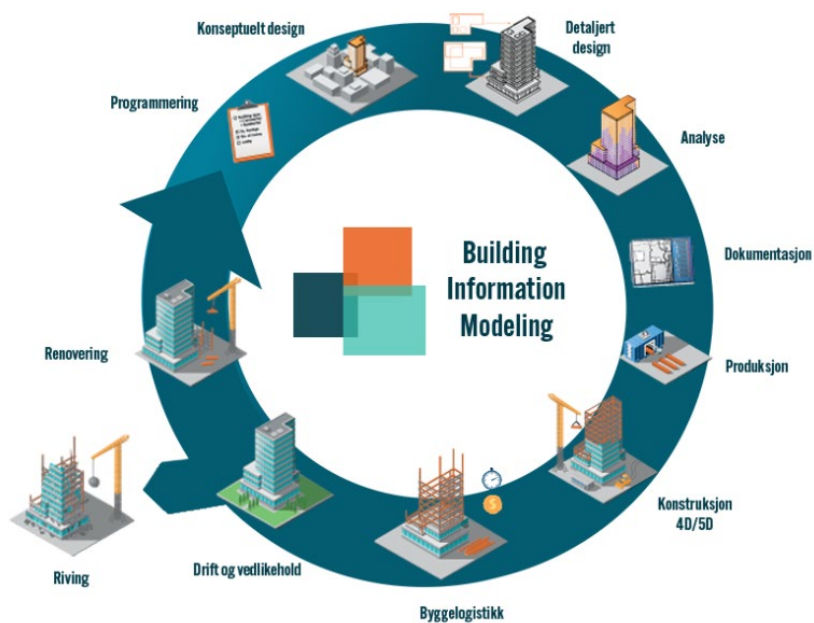 Konseptuelt design
Detaljert
design
Programmering
Analyse
Building
Information
Modeling
Dokumentasjon
Renovering
Produksjon
Konstruksjon
4D/5D
Riving
Drift og vedlikehold
Byggelogistikk
$